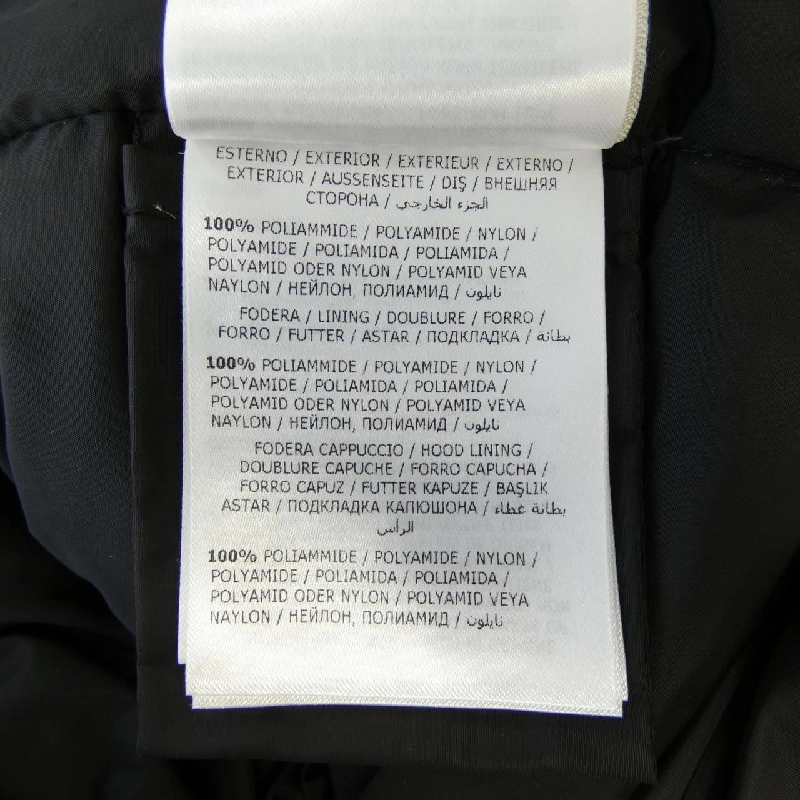 ESTERNO / EXTERIOR / EXTERIEUR / EXTERNO /
EXTERIOR / AUSSENSEITE / DIŞ / ВНЕШНЯЯ
СТОРОНА / الجزء الخارجي
100% POLIAMMIDE / POLYAMIDE / NYLON /
POLYAMIDE / POLIAMIDA / POLIAMIDA /
POLYAMID ODER NYLON / POLYAMID VEYA
NAYLON / НЕЙЛОН, ПОЛИАМИД / نايلون
FODERA / LINING / DOUBLURE / FORRO /
FORRO / FUTTER / ASTAR / ПОДКЛАДКА / بطانة
100% POLIAMMIDE / POLYAMIDE / NYLON /
POLYAMIDE / POLIAMIDA / POLIAMIDA /
POLYAMID ODER NYLON / POLYAMID VEYA
NAYLON / НЕЙЛОН, ПОЛИАМИД / نايلون
FODERA CAPPUCCIO / HOOD LINING /
DOUBLURE CAPUCHE / FORRO CAPUCHA /
FORRO CAPUZ / FUTTER KAPUZE / BAŞLIK
ASTAR / ПОДКЛАДКА КАПЮШОНА / بطانة غطاء
الرأس
100% POLIAMMIDE / POLYAMIDE / NYLON /
POLYAMIDE / POLIAMIDA / POLIAMIDA /
POLYAMID ODER NYLON / POLYAMID VEYA
NAYLON / НЕЙЛОН, ПОЛИАМИД / نايلون